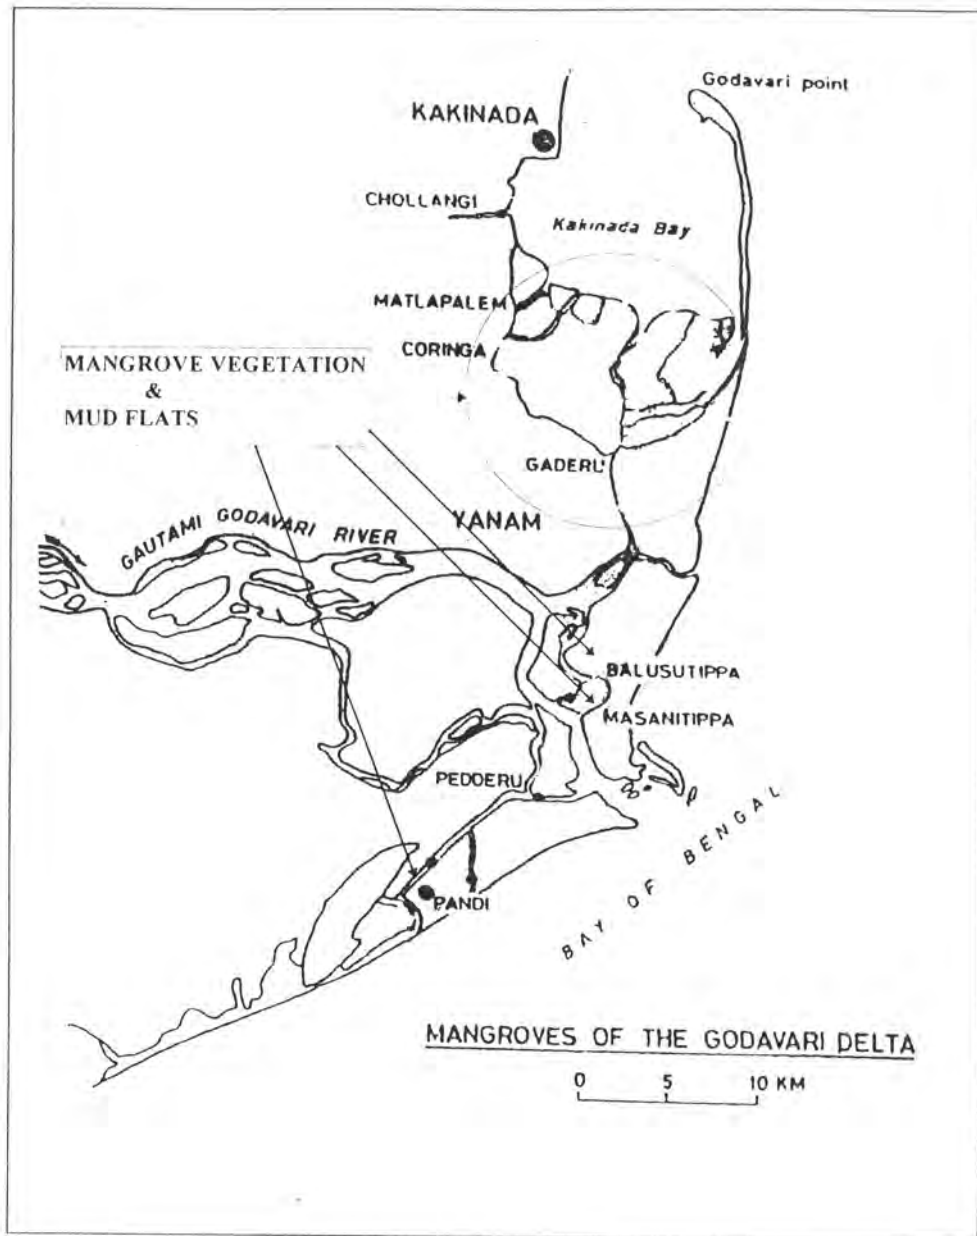 Godavari point
KAKINADA
CHOLLANGI
Kakinada Bay
MATLAPALEM
CORINGA
MANGROVE VEGETATION
&
MUD FLATS
GADERU
YANAM
GAUTAMI GODAVARI RIVER
BALUSUTIPPA
MASANITIPPA
PEDDERU
PANDI
BAY OF BENGAL
MANGROVES OF THE GODAVARI DELTA
0 5 10 KM